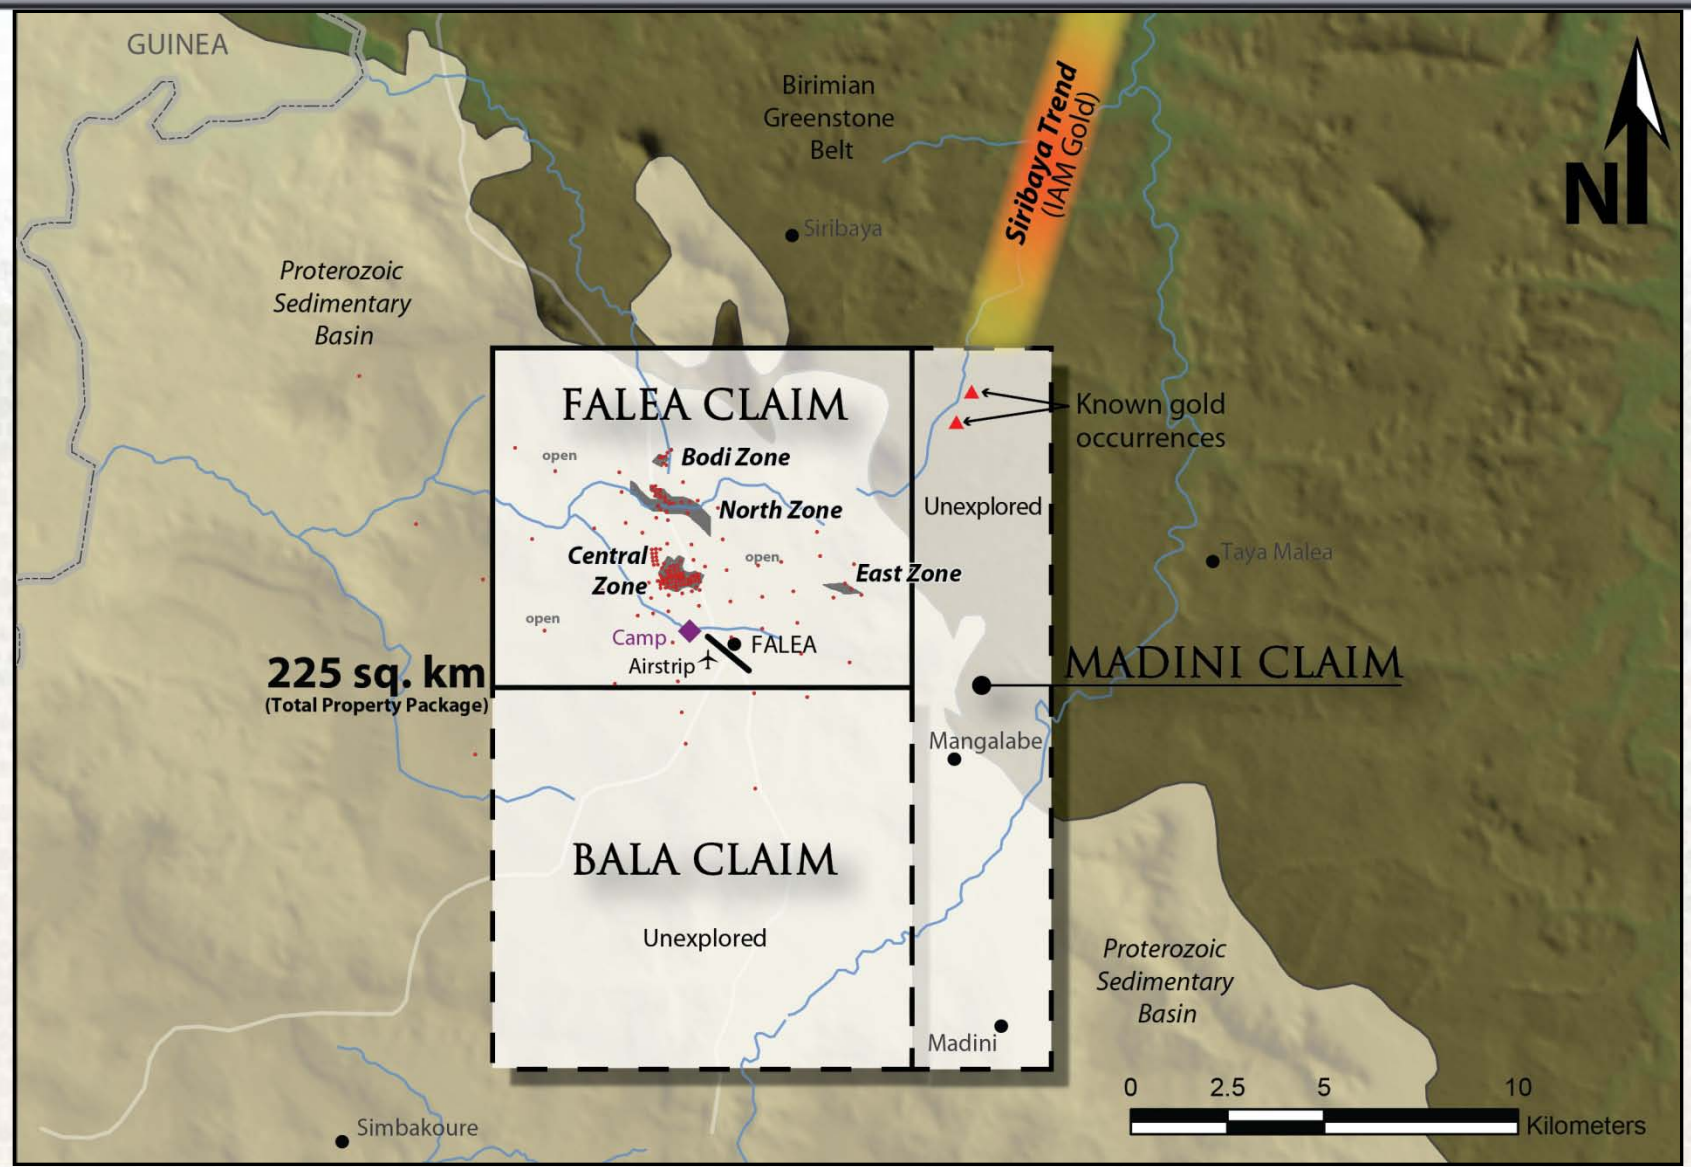 GUINEA
Birimian
Greenstone
Belt
Siribaya Trend
(IAM Gold)
N
Siribaya
Proterozoic
Sedimentary
Basin
FALEA CLAIM
Known gold
occurrences
open
Bodi Zone
North Zone
Unexplored
Central
Zone
open
East Zone
Taya Malea
open
Camp
FALEA
Airstrip
225 sq. km
(Total Property Package)
MADINI CLAIM
Mangalabe
BALA CLAIM
Unexplored
Proterozoic
Sedimentary
Basin
Madini
0 2.5 5 10
Kilometers
Simbakoure